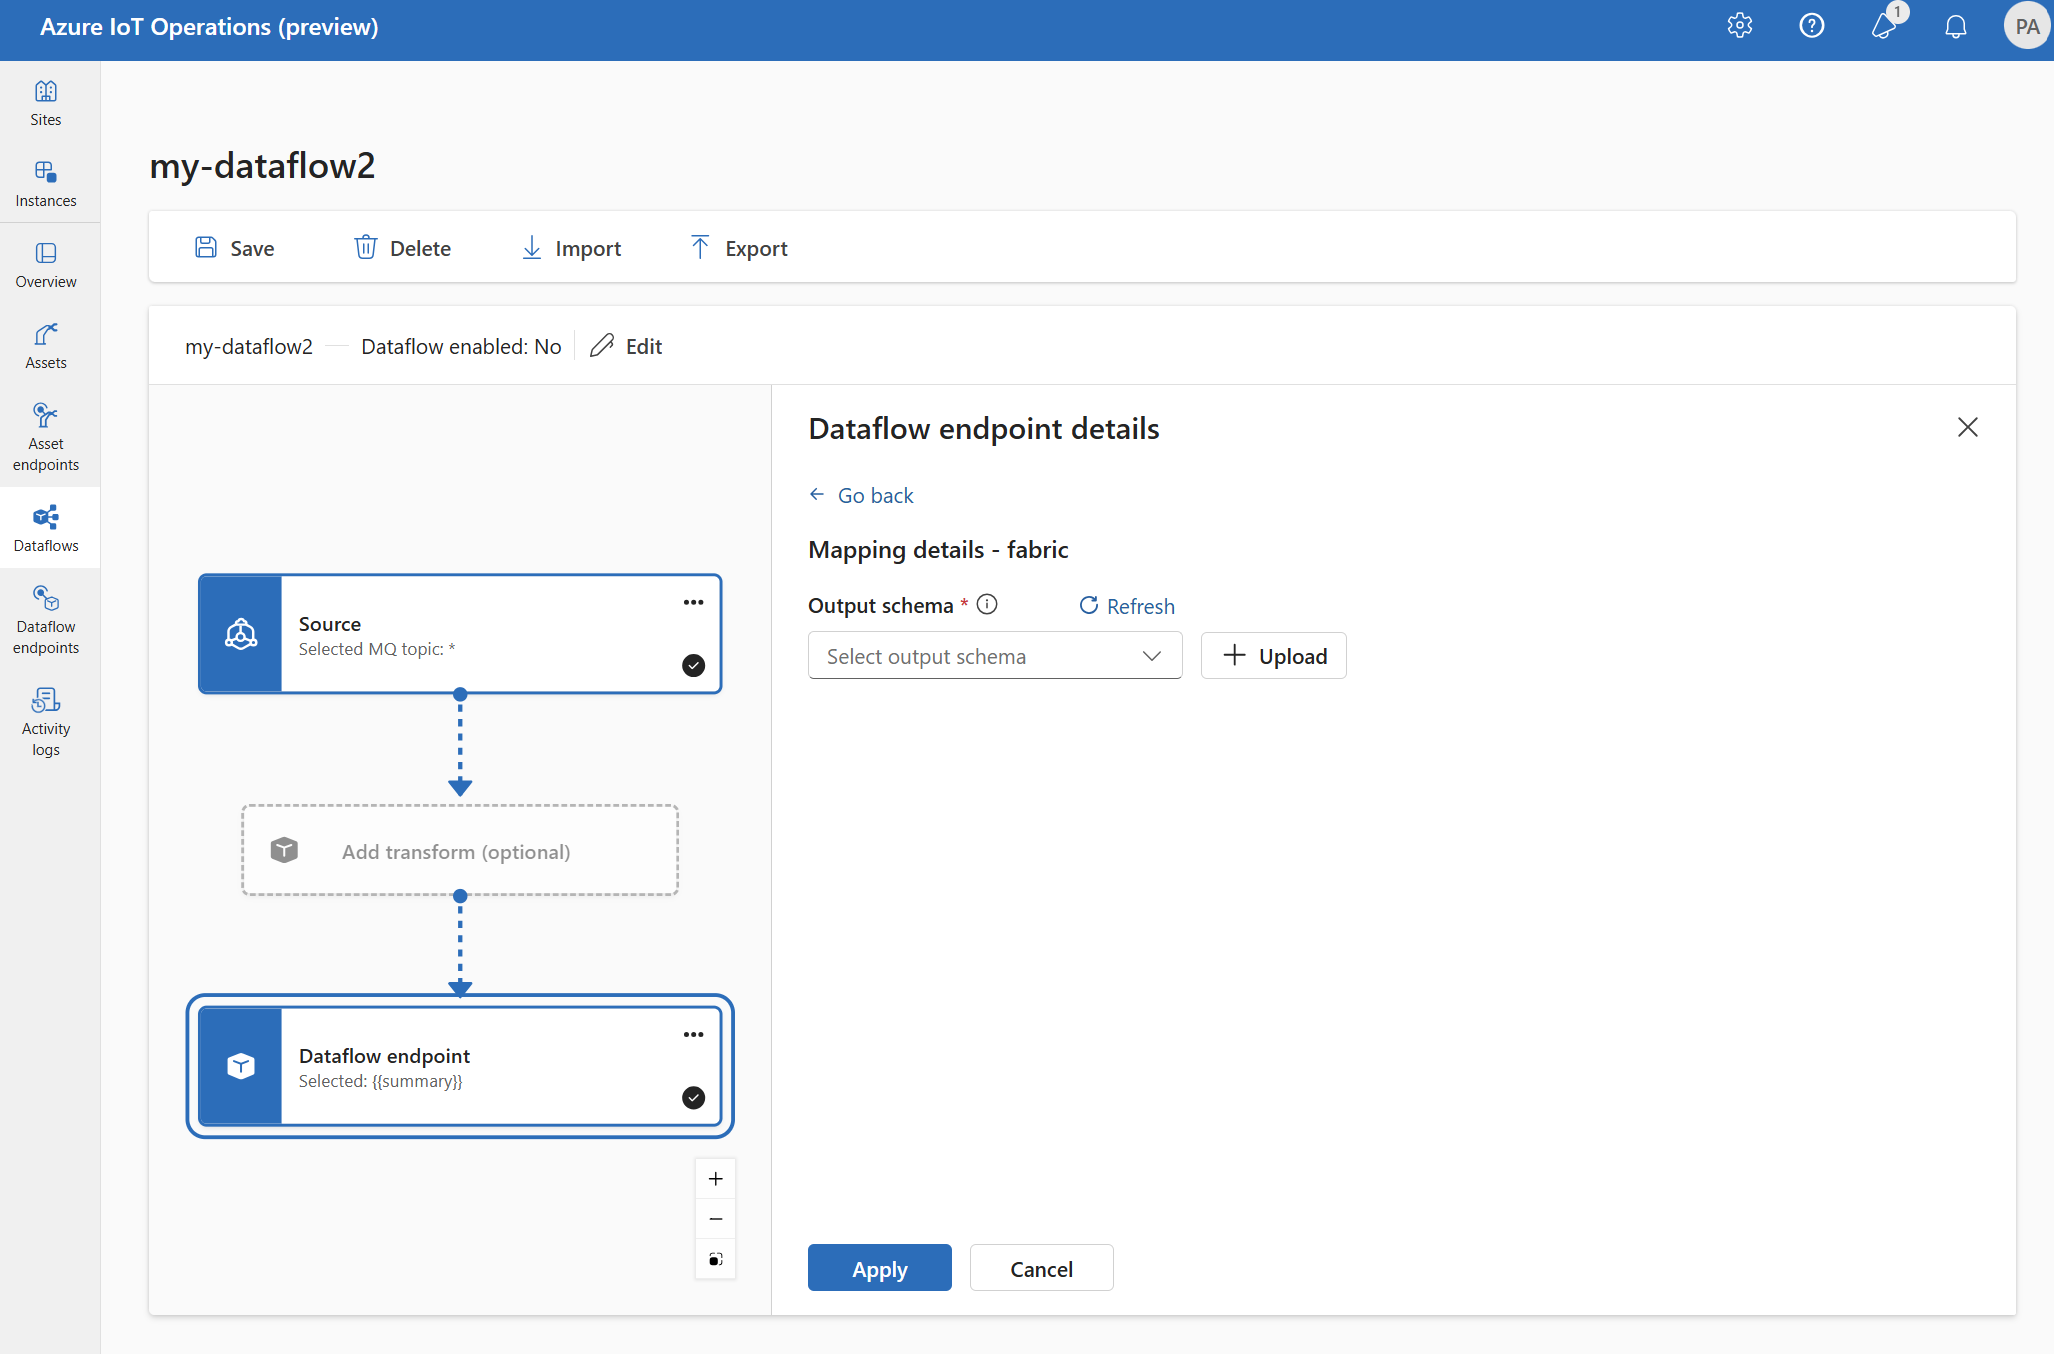 Azure IoT Operations (preview)
1
PA
Sites
Instances
Overview
Assets
Asset
endpoints
Dataflows
Dataflow
endpoints
Activity
logs
my-dataflow2
Save
Delete
Import
Export
my-dataflow2
Dataflow enabled: No
Edit
Source
Selected MQ topic: *
Add transform (optional)
Dataflow endpoint
Selected: {{summary}}
Dataflow endpoint details
Go back
Mapping details - fabric
Output schema *
Refresh
Select output schema
Upload
Apply
Cancel